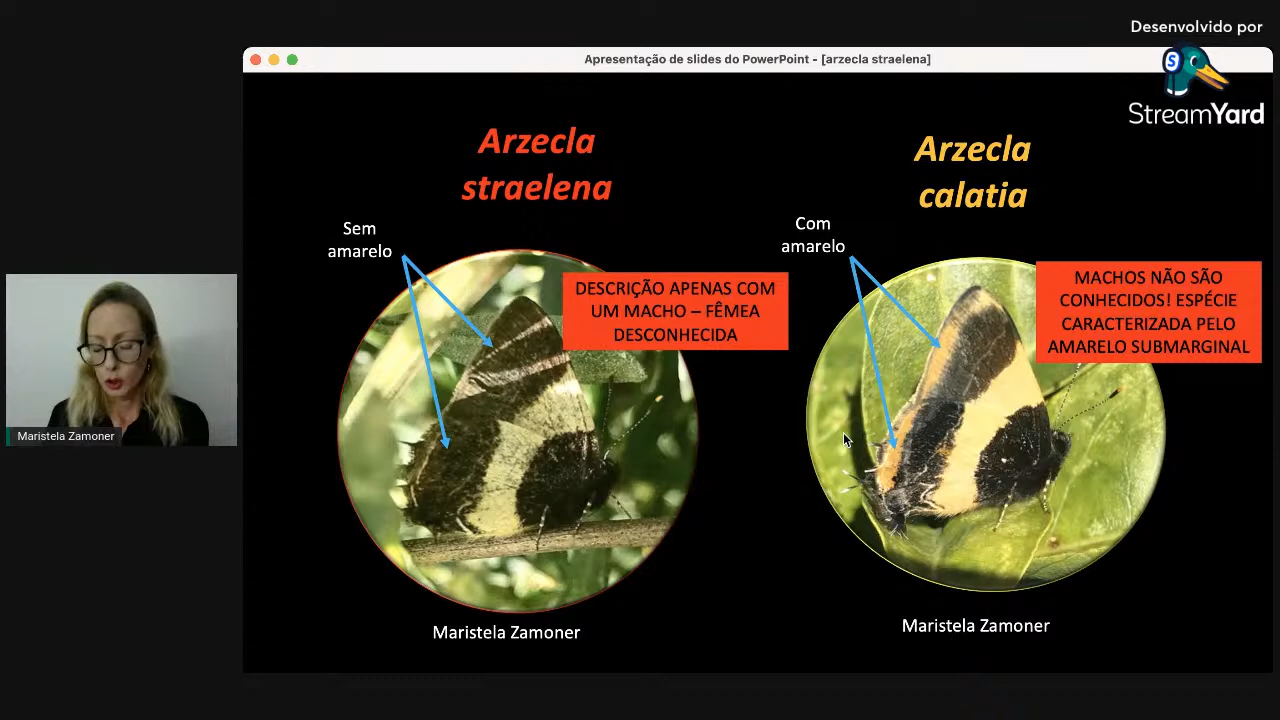 Desenvolvido por
StreamYard
Apresentação de slides do PowerPoint - [arzecla straelena]
Arzecla
straelena
Sem
amarelo
DESCRIÇÃO APENAS COM
UM MACHO – FÊMEA
DESCONHECIDA
Maristela Zamoner
Arzecla
calatia
Com
amarelo
MACHOS NÃO SÃO
CONHECIDOS! ESPÉCIE
CARACTERIZADA PELO
AMARELO SUBMARGINAL
Maristela Zamoner
Maristela Zamoner